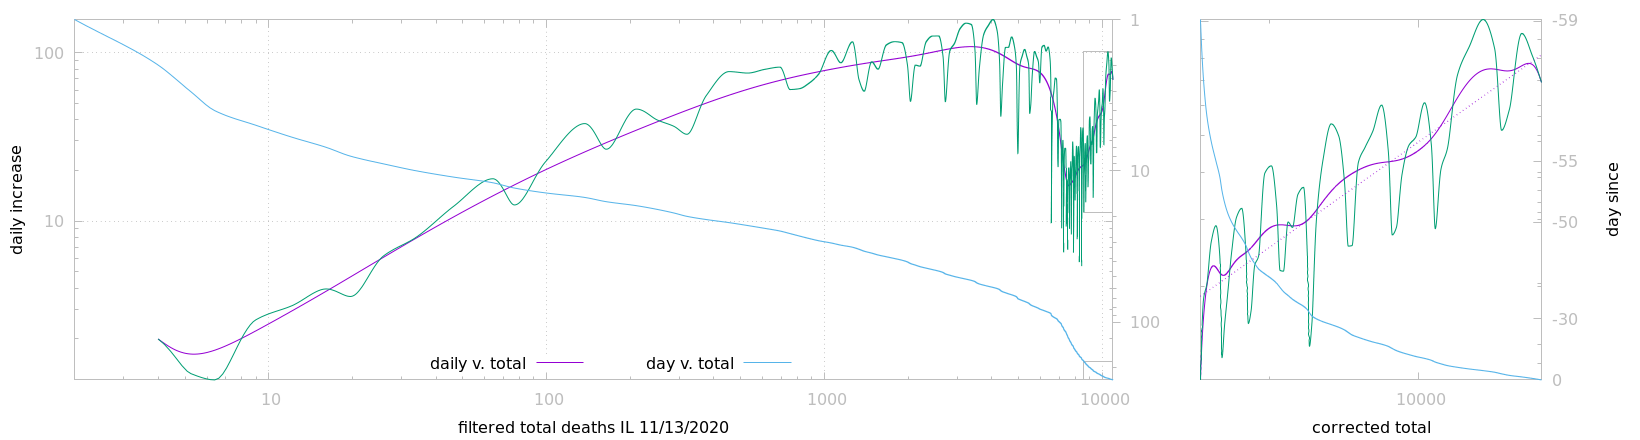 100
10
daily increase
1
10
100
daily v. total
day v. total
10
100
1000
10000
filtered total deaths IL 11/13/2020
-59
-55
-50
-30
0
day since
10000
corrected total